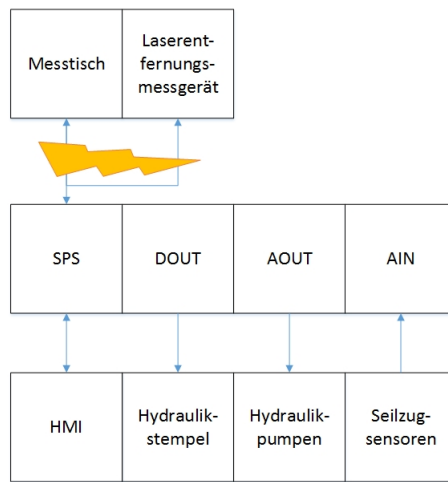 Messtisch
Laserent-
fernungs-
messgerät
SPS
DOUT
AOUT
AIN
HMI
Hydraulik-
stempel
Hydraulik-
pumpen
Seilzug-
sensoren